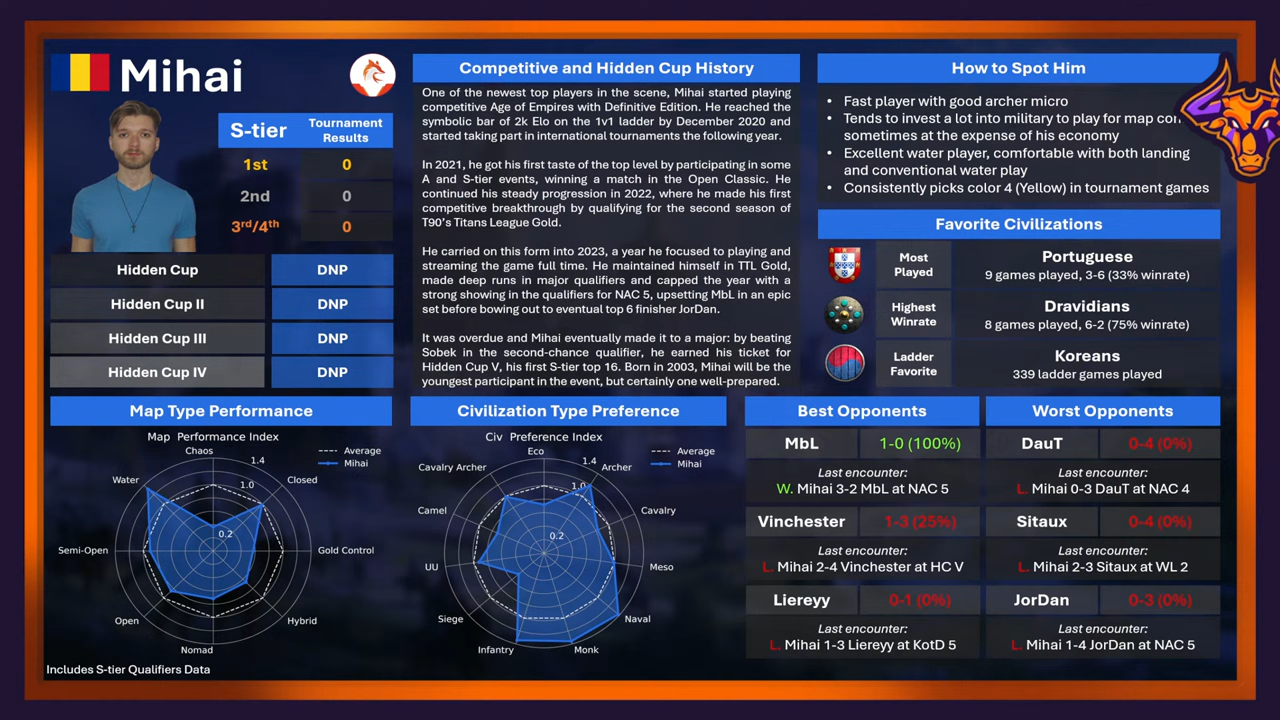 Mihai
S-tier
Tournament
Results
1st
0
2nd
0
3rd/4th
0
Hidden Cup
DNP
Hidden Cup II
DNP
Hidden Cup III
DNP
Hidden Cup IV
DNP
Competitive and Hidden Cup History
One of the newest top players in the scene, Mihai started playing
competitive Age of Empires with Definitive Edition. He reached the
symbolic bar of 2k Elo on the 1v1 ladder by December 2020 and
started taking part in international tournaments the following year.
In 2021, he got his first taste of the top level by participating in some
A and S-tier events, winning a match in the Open Classic. He
continued his steady progression in 2022, where he made his first
competitive breakthrough by qualifying for the second season of
T90's Titans League Gold.
He carried on this form into 2023, a year he focused to playing and
streaming the game full time. He maintained himself in TTL Gold,
made deep runs in major qualifiers and capped the year with a
strong showing in the qualifiers for NAC 5, upsetting MbL in an epic
set before bowing out to eventual top 6 finisher JorDan.
It was overdue and Mihai eventually made it to a major: by beating
Sobek in the second-chance qualifier, he earned his ticket for
Hidden Cup V, his first S-tier top 16. Born in 2003, Mihai will be the
youngest participant in the event, but certainly one well-prepared.
How to Spot Him
• Fast player with good archer micro
• Tends to invest a lot into military to play for map con
sometimes at the expense of his economy
• Excellent water player, comfortable with both landing
and conventional water play
• Consistently picks color 4 (Yellow) in tournament games
Favorite Civilizations
Most
Played
Portuguese
9 games played, 3-6 (33% winrate)
Highest
Winrate
Dravidians
8 games played, 6-2 (75% winrate)
Ladder
Favorite
Koreans
339 ladder games played
Map Type Performance
Map Performance Index
Average
Mihai
Chaos
1.4
Closed
Water
1.0
0.2
Semi-Open
Gold Control
Open
Hybrid
Nomad
Includes S-tier Qualifiers Data
Civilization Type Preference
Civ Preference Index
Average
Mihai
Eco
1.4
Archer
Cavalry Archer
1.0
Camel
Cavalry
0.2
UU
Meso
Siege
Naval
Infantry
Monk
Best Opponents
MbL
1-0 (100%)
Last encounter:
W. Mihai 3-2 MbL at NAC 5
Vinchester
1-3 (25%)
Last encounter:
L. Mihai 2-4 Vinchester at HC V
Liereyy
0-1 (0%)
Last encounter:
L. Mihai 1-3 Liereyy at KotD 5
Worst Opponents
DauT
0-4 (0%)
Last encounter:
L. Mihai 0-3 DauT at NAC 4
Sitaux
0-4 (0%)
Last encounter:
L. Mihai 2-3 Sitaux at WL 2
JorDan
0-3 (0%)
Last encounter:
L. Mihai 1-4 JorDan at NAC 5